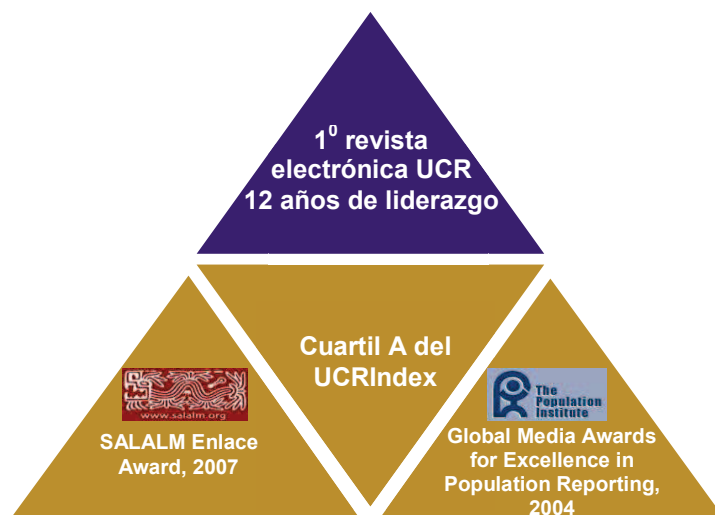 1⁰ revista
electrónica UCR
12 años de liderazgo
Cuartil A del
UCRIndex
www.salalm.org
SALALM Enlace
Award, 2007
The
Population
Institute
Global Media Awards
for Excellence in
Population Reporting,
2004